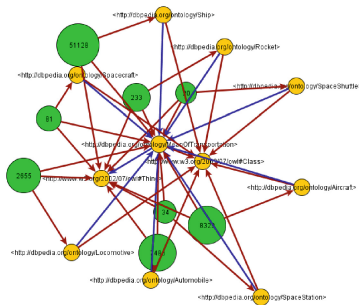 <http://dbpedia.org/ontology/Ship>
51128
<http://dbpedia.org/ontology/Rocket>
<http://dbpedia.org/ontology/Spacecraft>
<http://dbpedia.org/ontology/SpaceShuttle>
233
50
81
<http://dbpedia.org/ontology/MeanOfTransportation>
<http://www.w3.org/2002/07/owl#Class>
2655
<http://www.w3.org/2002/07/owl#Thing>
<http://dbpedia.org/ontology/Aircraft>
34
8322
<http://dbpedia.org/ontology/Locomotive>
<http://dbpedia.org/ontology/Automobile>
<http://dbpedia.org/ontology/SpaceStation>